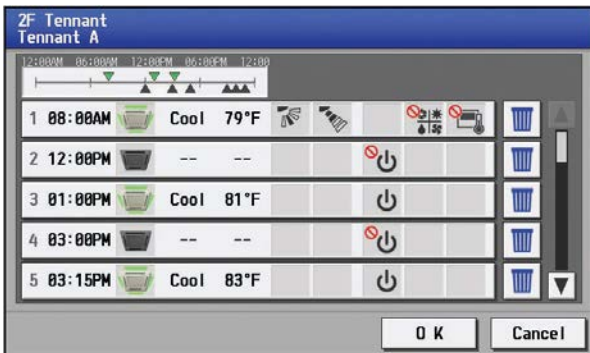 2F Tennant
Tennant A
12:00AM 06:00AM 12:00PM 06:00PM 12:00
1 08:00AM Cool 79°F
2 12:00PM -- --
3 01:00PM Cool 81°F
4 03:00PM -- --
5 03:15PM Cool 83°F
OK Cancel